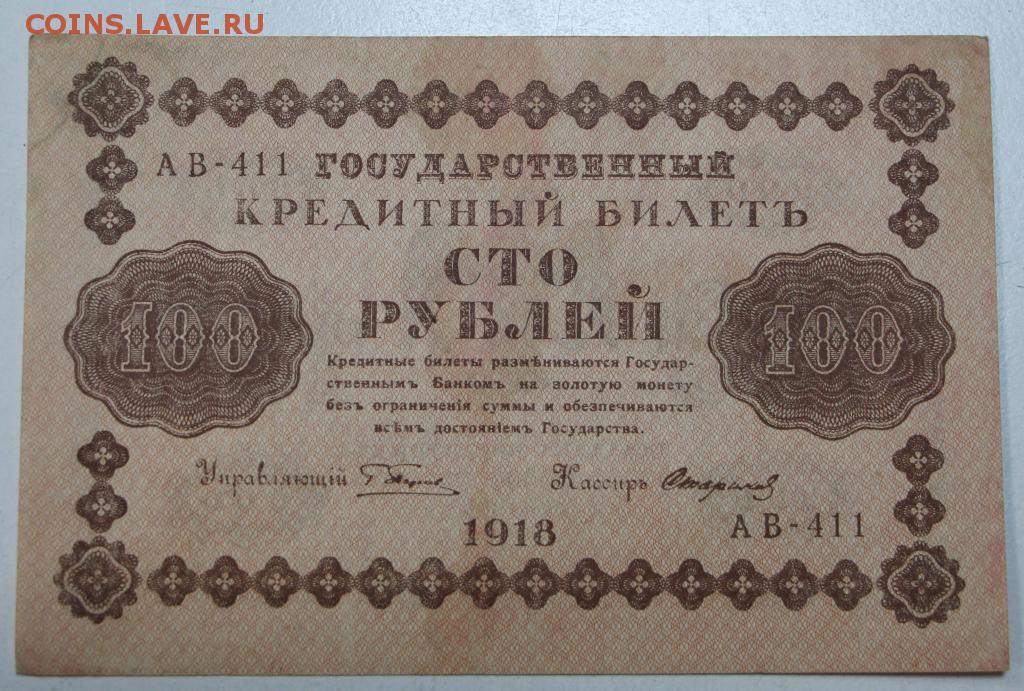 COINS.LAVE.RU
АВ-411 ГОСУДАРСТВЕННЫЙ
КРЕДИТНЫЙ БИЛЕТЪ
СТО
РУБЛЕЙ
100 100
Кредитные билеты размѣниваются Государ-
ственнымъ Банкомъ на золотую монету
безъ ограниченія суммы и обезпечиваются
всѣмъ достояніемъ Государства.
Управляющій Кассиръ
1918
АВ-411